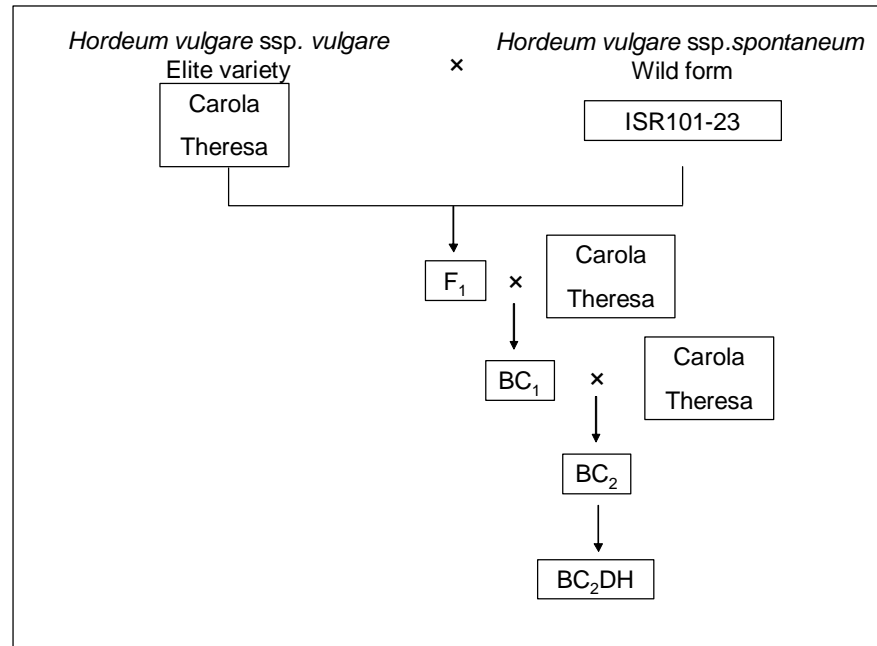 Hordeum vulgare ssp. vulgare
Elite variety
×
Hordeum vulgare ssp.spontaneum
Wild form
Carola
Theresa
ISR101-23
F₁
×
Carola
Theresa
BC₁
×
Carola
Theresa
BC₂
BC₂DH